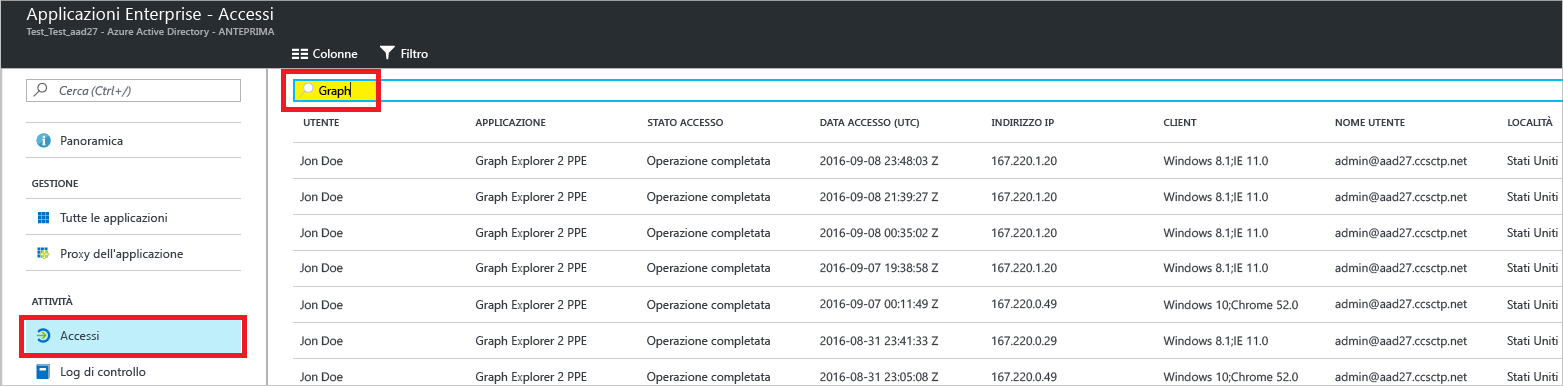 Applicazioni Enterprise - Accessi
Test_Test_aad27 - Azure Active Directory - ANTEPRIMA
Colonne Filtro
Cerca (Ctrl+/)
Panoramica
GESTIONE
Tutte le applicazioni
Proxy dell'applicazione
ATTIVITÀ
Accessi
Log di controllo
Graph
UTENTE APPLICAZIONE STATO ACCESSO DATA ACCESSO (UTC) INDIRIZZO IP CLIENT NOME UTENTE LOCALITÀ
Jon Doe Graph Explorer 2 PPE Operazione completata 2016-09-08 23:48:03 Z 167.220.1.20 Windows 8.1;IE 11.0 admin@aad27.ccsctp.net Stati Uniti
Jon Doe Graph Explorer 2 PPE Operazione completata 2016-09-08 21:39:27 Z 167.220.1.20 Windows 8.1;IE 11.0 admin@aad27.ccsctp.net Stati Uniti
Jon Doe Graph Explorer 2 PPE Operazione completata 2016-09-08 00:35:02 Z 167.220.1.20 Windows 8.1;IE 11.0 admin@aad27.ccsctp.net Stati Uniti
Jon Doe Graph Explorer 2 PPE Operazione completata 2016-09-07 19:38:58 Z 167.220.1.20 Windows 8.1;IE 11.0 admin@aad27.ccsctp.net Stati Uniti
Jon Doe Graph Explorer 2 PPE Operazione completata 2016-09-07 00:11:49 Z 167.220.0.49 Windows 10;Chrome 52.0 admin@aad27.ccsctp.net Stati Uniti
Jon Doe Graph Explorer 2 PPE Operazione completata 2016-08-31 23:41:33 Z 167.220.0.29 Windows 10;Chrome 52.0 admin@aad27.ccsctp.net Stati Uniti
Jon Doe Graph Explorer 2 PPE Operazione completata 2016-08-31 23:05:08 Z 167.220.0.49 Windows 10;Chrome 52.0 admin@aad27.ccsctp.net Stati Uniti